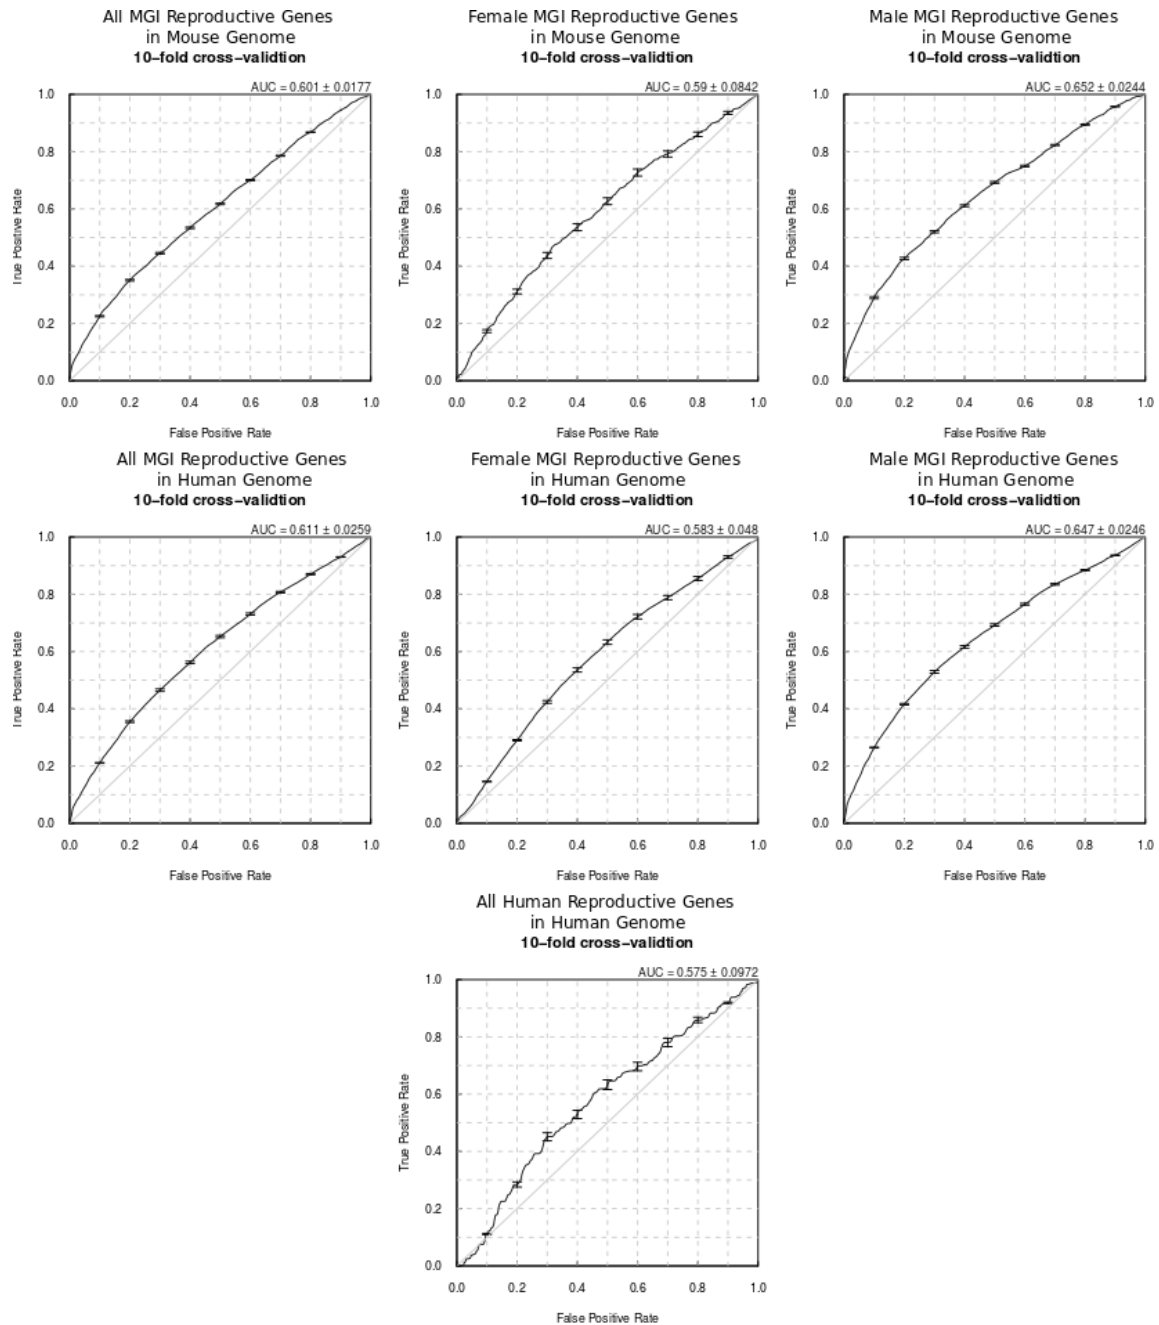 All MGI Reproductive Genes
in Mouse Genome
10−fold cross−validtion
AUC = 0.601 ± 0.0177
1.0
0.8
0.6
0.4
0.2
0.0
True Positive Rate
0.0 0.2 0.4 0.6 0.8 1.0
False Positive Rate
Female MGI Reproductive Genes
in Mouse Genome
10−fold cross−validtion
AUC = 0.59 ± 0.0842
1.0
0.8
0.6
0.4
0.2
0.0
True Positive Rate
0.0 0.2 0.4 0.6 0.8 1.0
False Positive Rate
Male MGI Reproductive Genes
in Mouse Genome
10−fold cross−validtion
AUC = 0.652 ± 0.0244
1.0
0.8
0.6
0.4
0.2
0.0
True Positive Rate
0.0 0.2 0.4 0.6 0.8 1.0
False Positive Rate
All MGI Reproductive Genes
in Human Genome
10−fold cross−validtion
AUC = 0.611 ± 0.0259
1.0
0.8
0.6
0.4
0.2
0.0
True Positive Rate
0.0 0.2 0.4 0.6 0.8 1.0
False Positive Rate
Female MGI Reproductive Genes
in Human Genome
10−fold cross−validtion
AUC = 0.583 ± 0.048
1.0
0.8
0.6
0.4
0.2
0.0
True Positive Rate
0.0 0.2 0.4 0.6 0.8 1.0
False Positive Rate
Male MGI Reproductive Genes
in Human Genome
10−fold cross−validtion
AUC = 0.647 ± 0.0246
1.0
0.8
0.6
0.4
0.2
0.0
True Positive Rate
0.0 0.2 0.4 0.6 0.8 1.0
False Positive Rate
All Human Reproductive Genes
in Human Genome
10−fold cross−validtion
AUC = 0.575 ± 0.0972
1.0
0.8
0.6
0.4
0.2
0.0
True Positive Rate
0.0 0.2 0.4 0.6 0.8 1.0
False Positive Rate